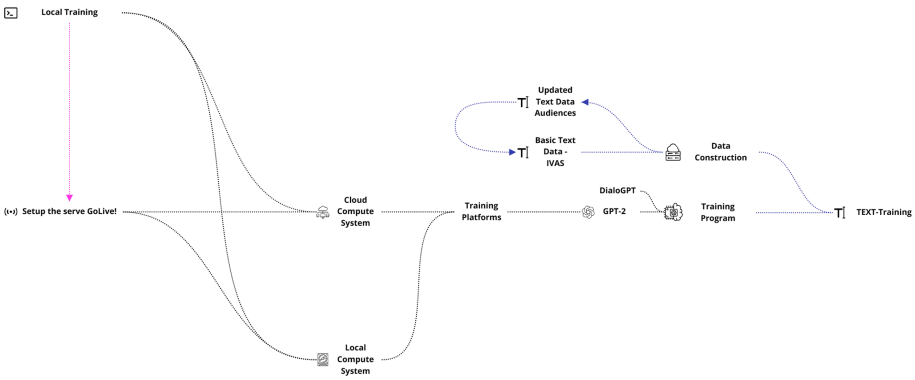 Local Training
Updated
Text Data
Audiences
Basic Text
Data -
IVAS
Data
Construction
DialoGPT
Setup the serve GoLive!
Cloud
Compute
System
Training
Platforms
GPT-2
Training
Program
TEXT-Training
Local
Compute
System